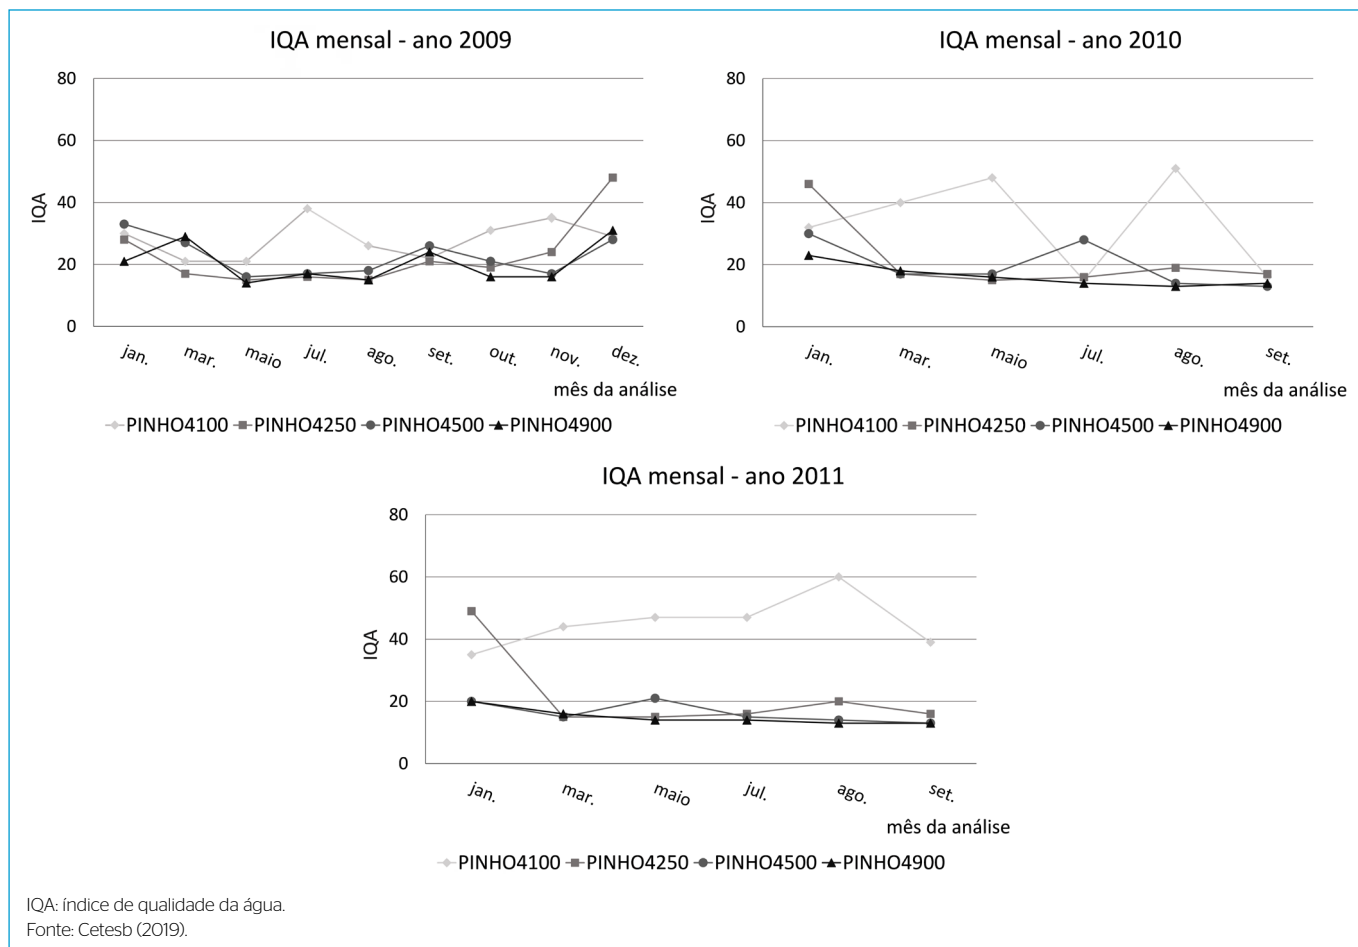 IQA mensal - ano 2009
80
60
40
20
0
IQA
jan.
mar.
maio
jul.
ago.
set.
out.
nov.
dez.
mês da análise
PINHO4100 PINHO4250 PINHO4500 PINHO4900
IQA mensal - ano 2010
80
60
40
20
0
IQA
jan.
mar.
maio
jul.
ago.
set.
mês da análise
PINHO4100 PINHO4250 PINHO4500 PINHO4900
IQA mensal - ano 2011
80
60
40
20
0
IQA
jan.
mar.
maio
jul.
ago.
set.
mês da análise
PINHO4100 PINHO4250 PINHO4500 PINHO4900
IQA: índice de qualidade da água.
Fonte: Cetesb (2019).